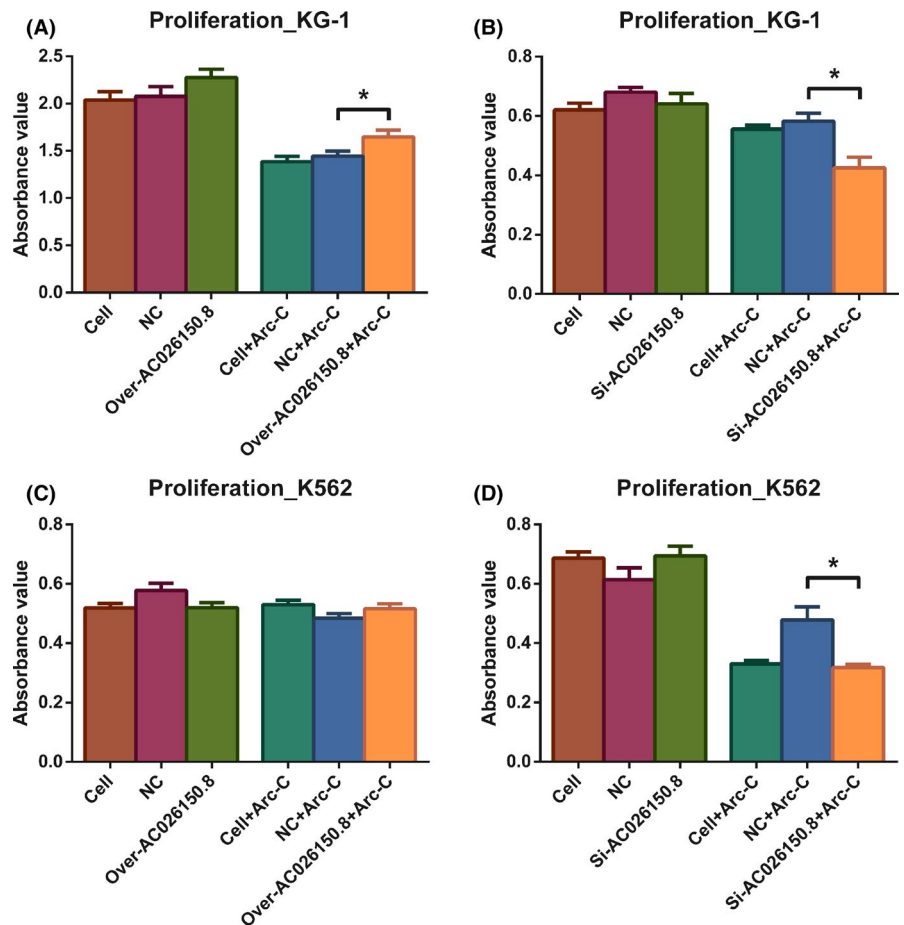 (A)
Proliferation_KG-1
Absorbance value
2.5
2.0
1.5
1.0
0.5
0.0
*
Cell
NC
Over-AC026150.8
Cell+Arc-C
NC+Arc-C
Over-AC026150.8+Arc-C
(B)
Proliferation_KG-1
Absorbance value
0.8
0.6
0.4
0.2
0.0
*
Cell
NC
Si-AC026150.8
Cell+Arc-C
NC+Arc-C
Si-AC026150.8+Arc-C
(C)
Proliferation_K562
Absorbance value
0.8
0.6
0.4
0.2
0.0
Cell
NC
Over-AC026150.8
Cell+Arc-C
NC+Arc-C
Over-AC026150.8+Arc-C
(D)
Proliferation_K562
Absorbance value
0.8
0.6
0.4
0.2
0.0
*
Cell
NC
Si-AC026150.8
Cell+Arc-C
NC+Arc-C
Si-AC026150.8+Arc-C